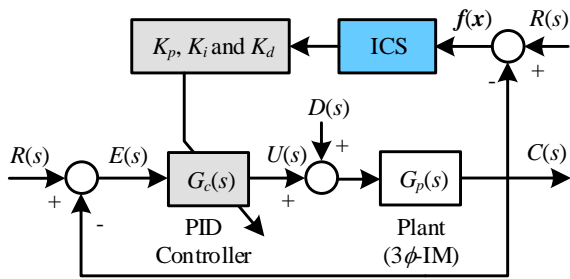 f(x)
R(s)
Kp, Ki and Kd
ICS
-
+
D(s)
+
R(s)
E(s)
U(s)
C(s)
Gc(s)
Gp(s)
+
+
-
PID
Controller
Plant
(3ϕ-IM)